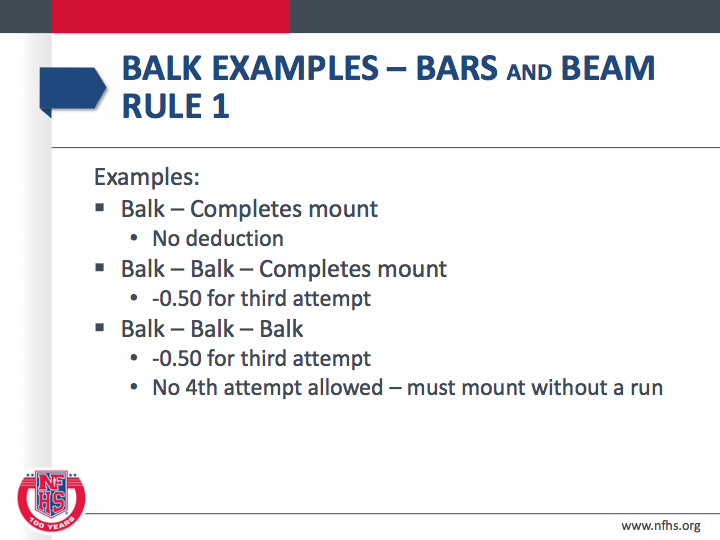 BALK EXAMPLES – BARS AND BEAM
RULE 1
Examples:
▪ Balk – Completes mount
• No deduction
▪ Balk – Balk – Completes mount
• -0.50 for third attempt
▪ Balk – Balk – Balk
• -0.50 for third attempt
• No 4th attempt allowed – must mount without a run
NF
HS
100 YEARS
www.nfhs.org